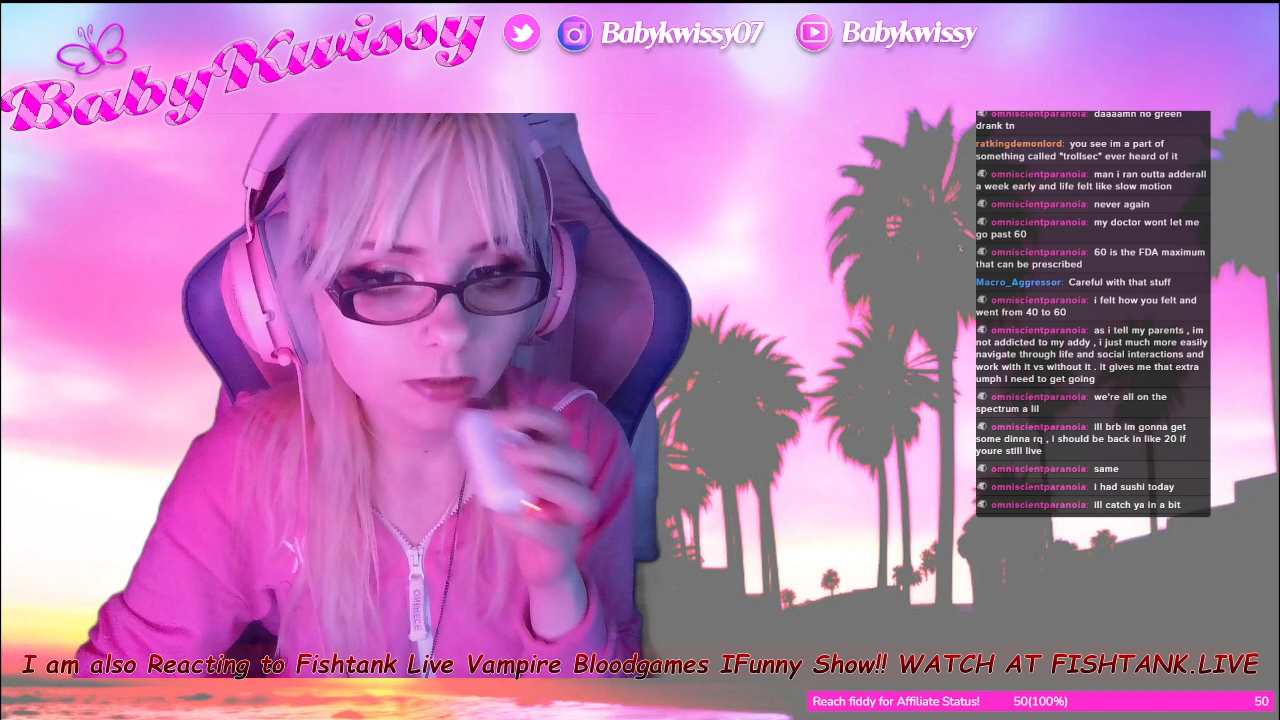 BabyKwissy
Babykwissy07
Babykwissy
omniscientparanoia: daaaamn no green
drank tn
ratkingdemonlord: you see im a part of
something called "trollsec" ever heard of it
omniscientparanoia: man i ran outta adderall
a week early and life felt like slow motion
omniscientparanoia: never again
omniscientparanoia: my doctor wont let me
go past 60
omniscientparanoia: 60 is the FDA maximum
that can be prescribed
Macro_Aggressor: Careful with that stuff
omniscientparanoia: i felt how you felt and
went from 40 to 60
omniscientparanoia: as i tell my parents , im
not addicted to my addy , i just much more easily
navigate through life and social interactions and
work with it vs without it . it gives me that extra
umph I need to get going
omniscientparanoia: we're all on the
spectrum a lil
omniscientparanoia: ill brb im gonna get
some dinna rq , i should be back in like 20 if
youre still live
omniscientparanoia: same
omniscientparanoia: i had sushi today
omniscientparanoia: ill catch ya in a bit
I am also Reacting to Fishtank Live Vampire Bloodgames IFunny Show!! WATCH AT FISHTANK.LIVE
Reach fiddy for Affiliate Status! 50(100%) 50